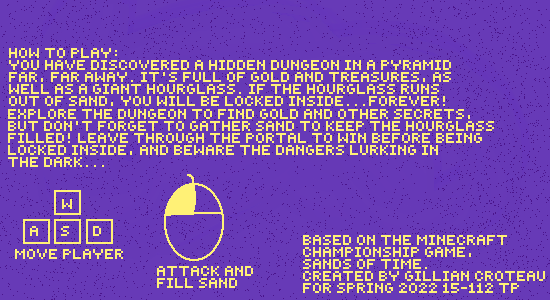 HOW TO PLAY:
YOU HAVE DISCOVERED A HIDDEN DUNGEON IN A PYRAMID
FAR, FAR AWAY. IT'S FULL OF GOLD AND TREASURES, AS
WELL AS A GIANT HOURGLASS. IF THE HOURGLASS RUNS
OUT OF SAND, YOU WILL BE LOCKED INSIDE...FOREVER!
EXPLORE THE DUNGEON TO FIND GOLD AND OTHER SECRETS,
BUT DON'T FORGET TO GATHER SAND TO KEEP THE HOURGLASS
FILLED! LEAVE THROUGH THE PORTAL TO WIN BEFORE BEING
LOCKED INSIDE, AND BEWARE THE DANGERS LURKING IN
THE DARK...
W
A S D
MOVE PLAYER
ATTACK AND
FILL SAND
BASED ON THE MINECRAFT
CHAMPIONSHIP GAME,
SANDS OF TIME
CREATED BY GILLIAN CROTEAU
FOR SPRING 2022 15-112 TP